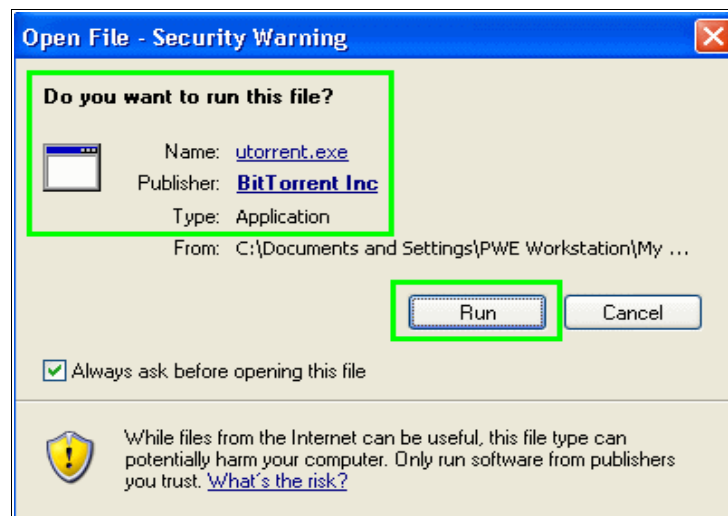 Open File - Security Warning
Do you want to run this file?
Name: utorrent.exe
Publisher: BitTorrent Inc
Type: Application
From: C:\Documents and Settings\PWE Workstation\My ...
Run Cancel
Always ask before opening this file
While files from the Internet can be useful, this file type can
potentially harm your computer. Only run software from publishers
you trust. What's the risk?